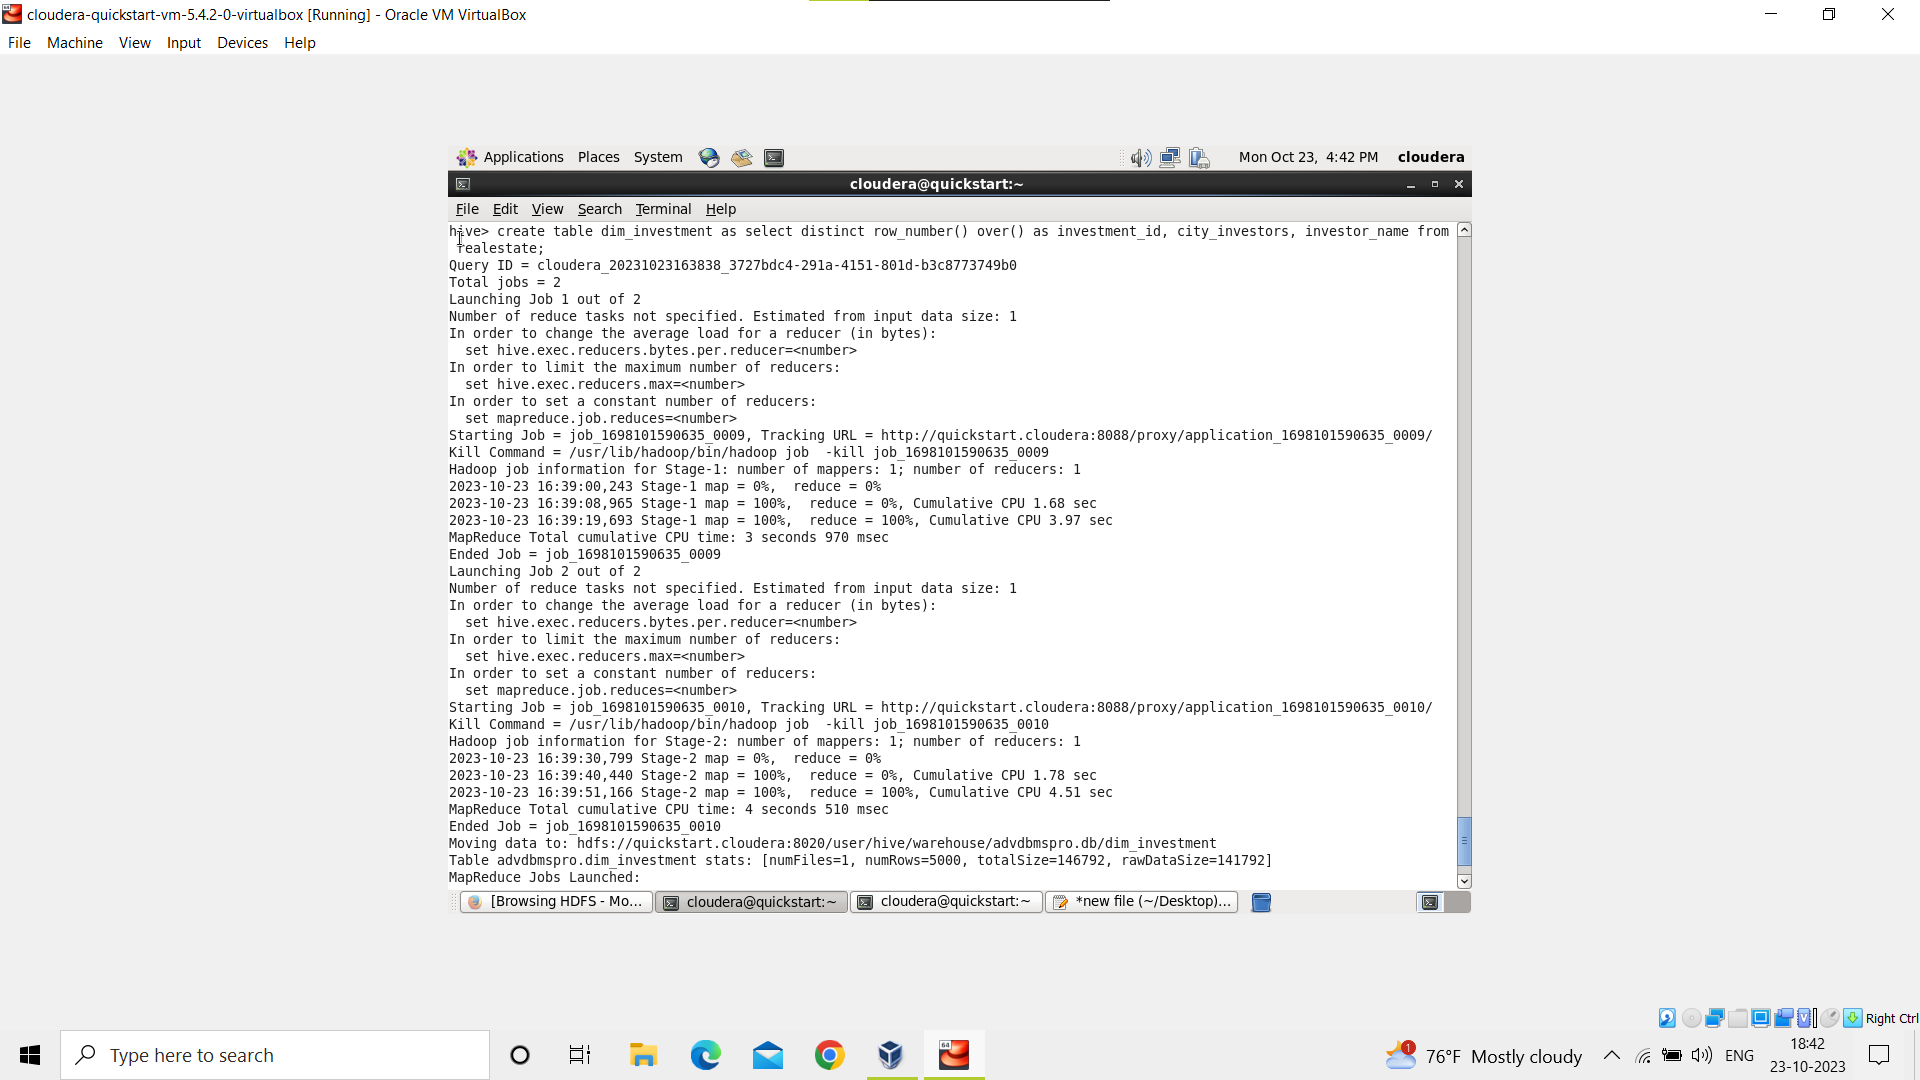 cloudera-quickstart-vm-5.4.2-0-virtualbox [Running] - Oracle VM VirtualBox
File Machine View Input Devices Help
Applications Places System Mon Oct 23, 4:42 PM cloudera
cloudera@quickstart:~
File Edit View Search Terminal Help
hive> create table dim_investment as select distinct row_number() over() as investment_id, city_investors, investor_name from
realestate;
Query ID = cloudera_20231023163838_3727bdc4-291a-4151-801d-b3c8773749b0
Total jobs = 2
Launching Job 1 out of 2
Number of reduce tasks not specified. Estimated from input data size: 1
In order to change the average load for a reducer (in bytes):
  set hive.exec.reducers.bytes.per.reducer=<number>
In order to limit the maximum number of reducers:
  set hive.exec.reducers.max=<number>
In order to set a constant number of reducers:
  set mapreduce.job.reduces=<number>
Starting Job = job_1698101590635_0009, Tracking URL = http://quickstart.cloudera:8088/proxy/application_1698101590635_0009/
Kill Command = /usr/lib/hadoop/bin/hadoop job  -kill job_1698101590635_0009
Hadoop job information for Stage-1: number of mappers: 1; number of reducers: 1
2023-10-23 16:39:00,243 Stage-1 map = 0%,  reduce = 0%
2023-10-23 16:39:08,965 Stage-1 map = 100%,  reduce = 0%, Cumulative CPU 1.68 sec
2023-10-23 16:39:19,693 Stage-1 map = 100%,  reduce = 100%, Cumulative CPU 3.97 sec
MapReduce Total cumulative CPU time: 3 seconds 970 msec
Ended Job = job_1698101590635_0009
Launching Job 2 out of 2
Number of reduce tasks not specified. Estimated from input data size: 1
In order to change the average load for a reducer (in bytes):
  set hive.exec.reducers.bytes.per.reducer=<number>
In order to limit the maximum number of reducers:
  set hive.exec.reducers.max=<number>
In order to set a constant number of reducers:
  set mapreduce.job.reduces=<number>
Starting Job = job_1698101590635_0010, Tracking URL = http://quickstart.cloudera:8088/proxy/application_1698101590635_0010/
Kill Command = /usr/lib/hadoop/bin/hadoop job  -kill job_1698101590635_0010
Hadoop job information for Stage-2: number of mappers: 1; number of reducers: 1
2023-10-23 16:39:30,799 Stage-2 map = 0%,  reduce = 0%
2023-10-23 16:39:40,440 Stage-2 map = 100%,  reduce = 0%, Cumulative CPU 1.78 sec
2023-10-23 16:39:51,166 Stage-2 map = 100%,  reduce = 100%, Cumulative CPU 4.51 sec
MapReduce Total cumulative CPU time: 4 seconds 510 msec
Ended Job = job_1698101590635_0010
Moving data to: hdfs://quickstart.cloudera:8020/user/hive/warehouse/advdbmspro.db/dim_investment
Table advdbmspro.dim_investment stats: [numFiles=1, numRows=5000, totalSize=146792, rawDataSize=141792]
MapReduce Jobs Launched:
[Browsing HDFS - Mo... cloudera@quickstart:~ cloudera@quickstart:~ *new file (~/Desktop)...
Right Ctrl
Type here to search 76°F Mostly cloudy ENG 18:42
23-10-2023